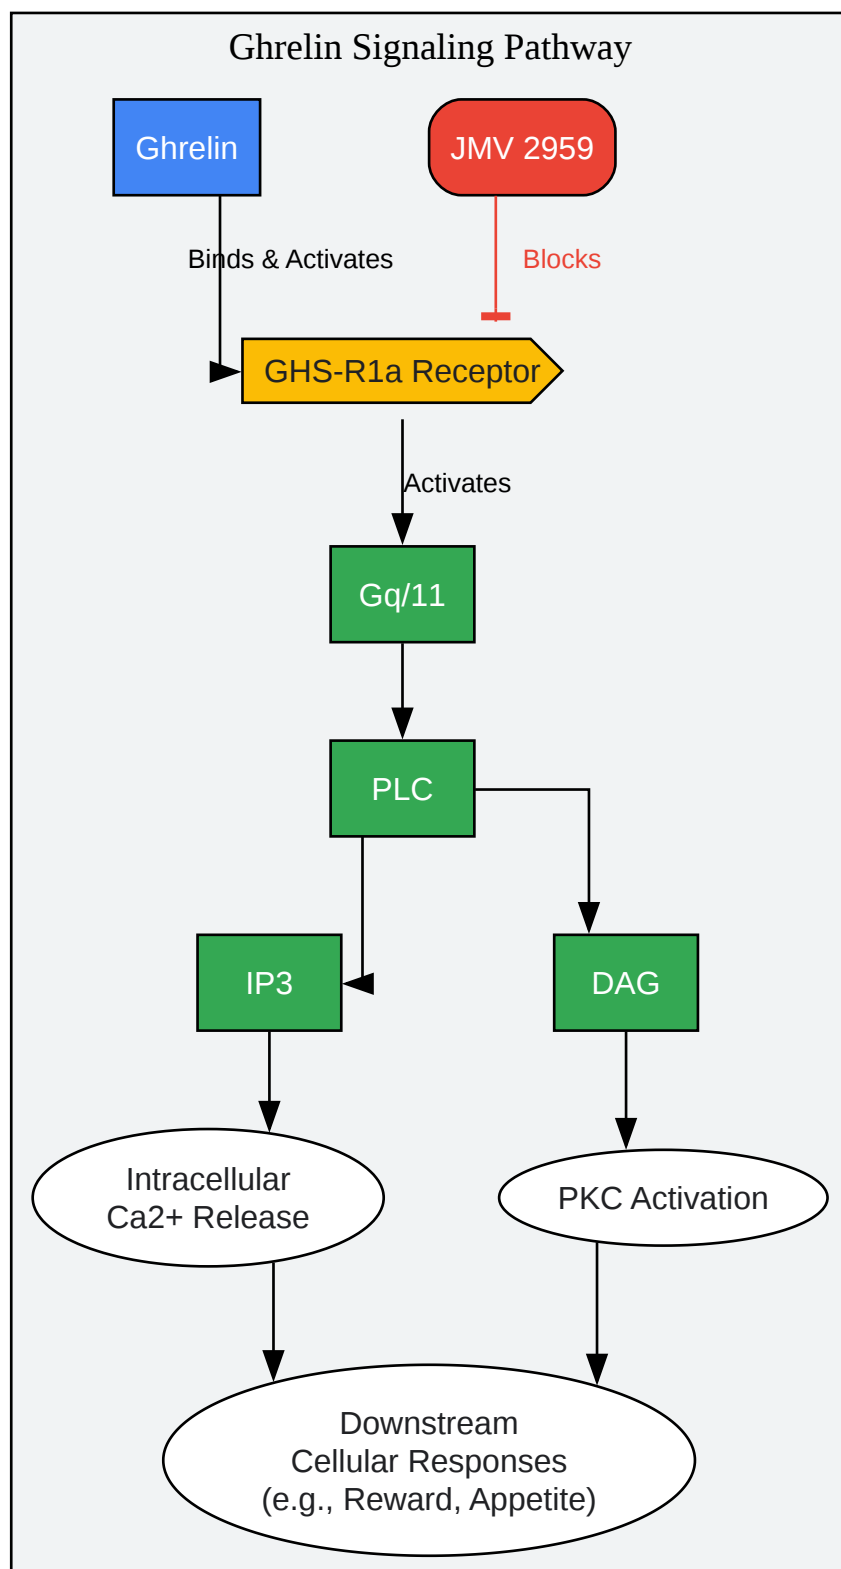 Ghrelin Signaling Pathway
Ghrelin
JMV 2959
Binds & Activates
Blocks
GHS-R1a Receptor
Activates
Gq/11
PLC
IP3
DAG
Intracellular
Ca2+ Release
PKC Activation
Downstream
Cellular Responses
(e.g., Reward, Appetite)